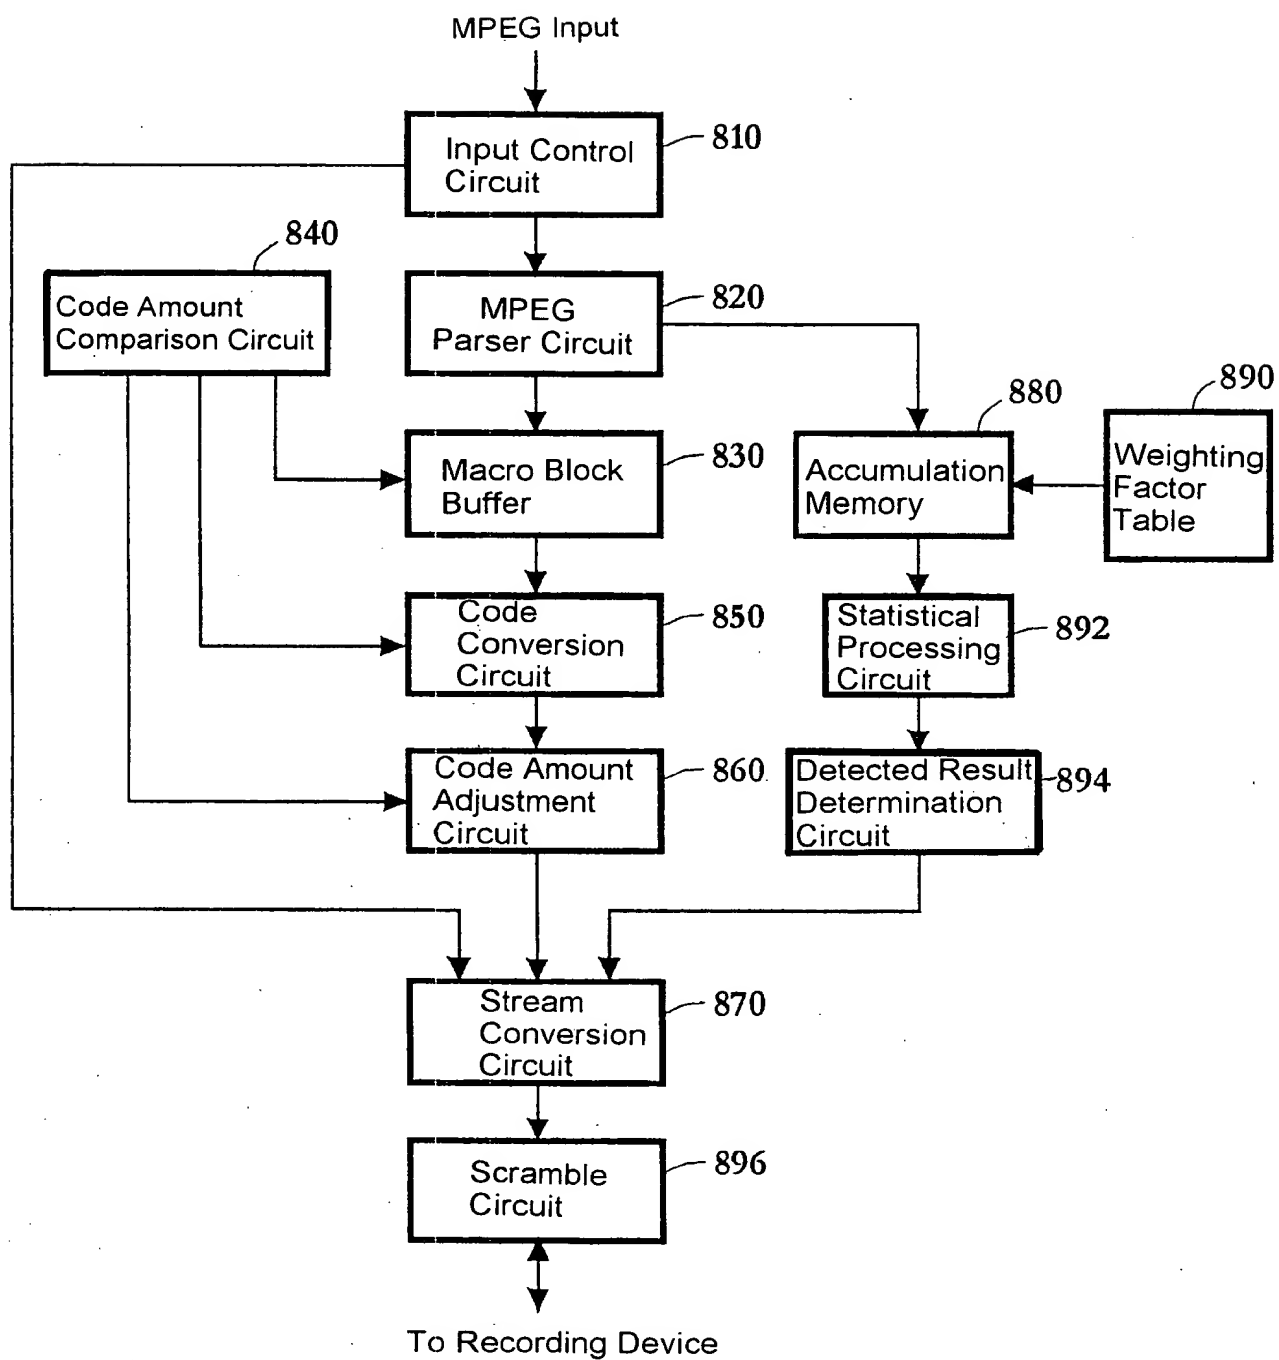 MPEG Input
Input Control
Circuit
810
840
Code Amount
Comparison Circuit
MPEG
Parser Circuit
820
880
890
Macro Block
Buffer
830
Accumulation
Memory
Weighting
Factor
Table
Code
Conversion
Circuit
850
Statistical
Processing
Circuit
892
Code Amount
Adjustment
Circuit
860
Detected Result
Determination
Circuit
894
Stream
Conversion
Circuit
870
Scramble
Circuit
896
To Recording Device